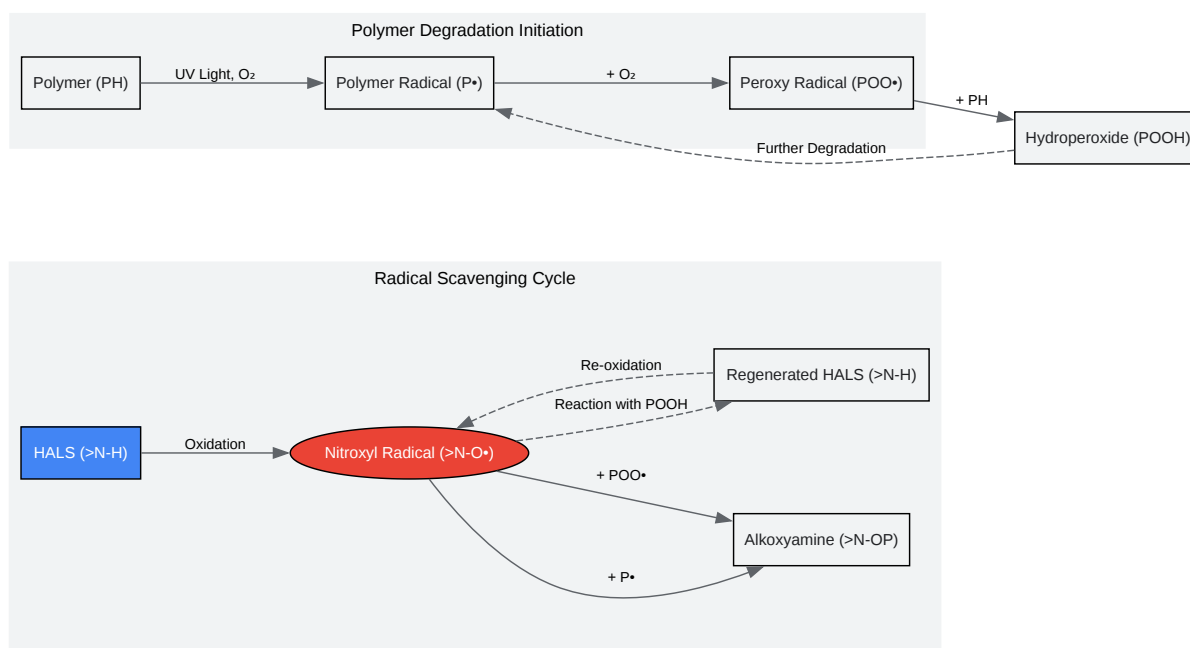 Polymer Degradation Initiation
Polymer (PH)
UV Light, O₂
Polymer Radical (P•)
+ O₂
Peroxy Radical (POO•)
+ PH
Hydroperoxide (POOH)
Further Degradation
Radical Scavenging Cycle
Re-oxidation
Regenerated HALS (>N-H)
Reaction with POOH
HALS (>N-H)
Oxidation
Nitroxyl Radical (>N-O•)
+ POO•
Alkoxyamine (>N-OP)
+ P•